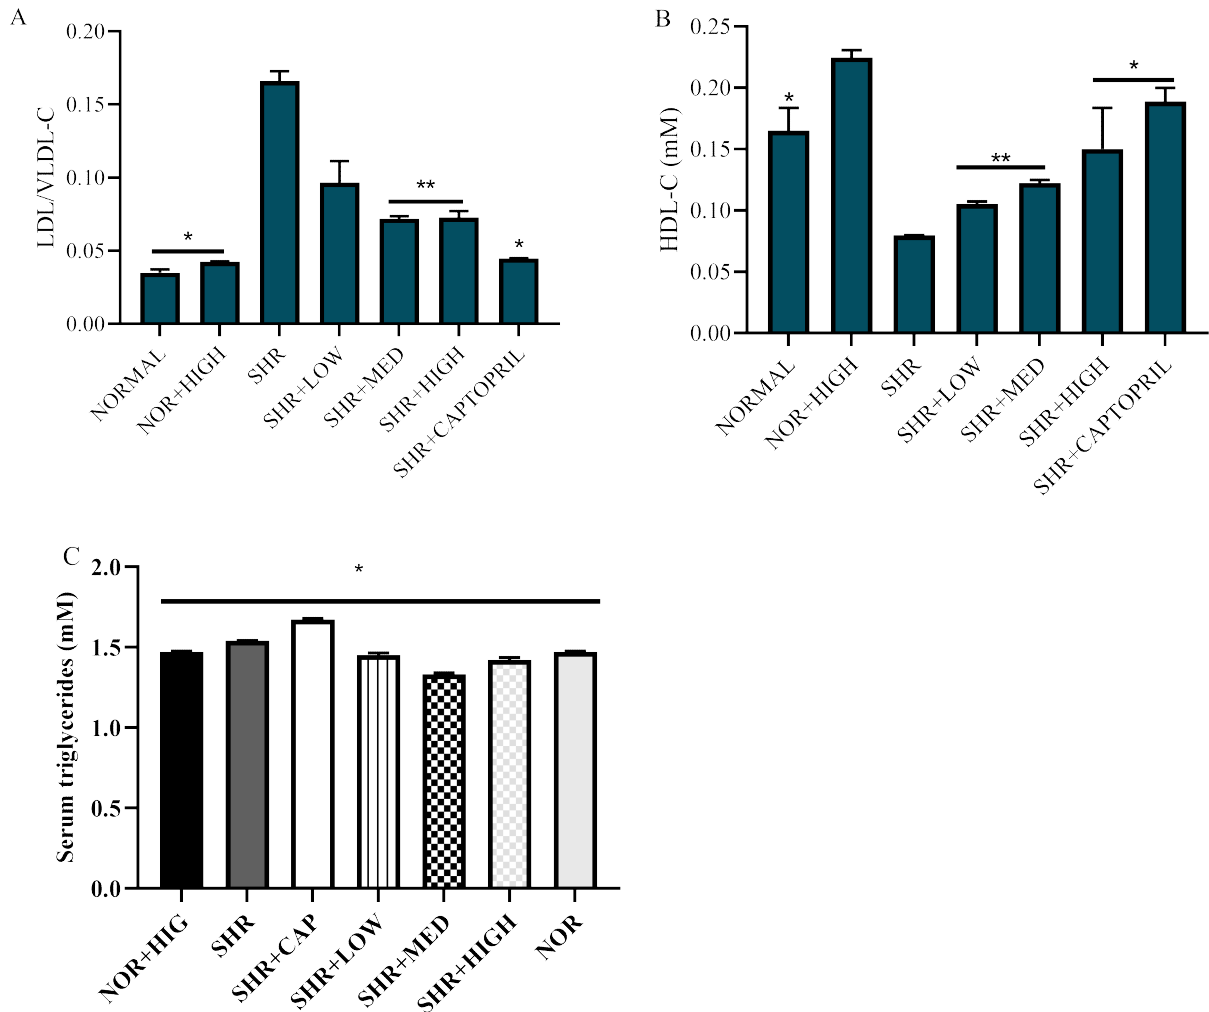 A
LDL/VLDL-C
0.20
0.15
0.10
0.05
0.00
*
**
*
NORMAL
NOR+HIGH
SHR
SHR+LOW
SHR+MED
SHR+HIGH
SHR+CAPTOPRIL
B
HDL-C (mM)
0.25
0.20
0.15
0.10
0.05
0.00
*
**
*
NORMAL
NOR+HIGH
SHR
SHR+LOW
SHR+MED
SHR+HIGH
SHR+CAPTOPRIL
C
Serum triglycerides (mM)
2.0
1.5
1.0
0.5
0.0
*
NOR+HIG
SHR
SHR+CAP
SHR+LOW
SHR+MED
SHR+HIGH
NOR